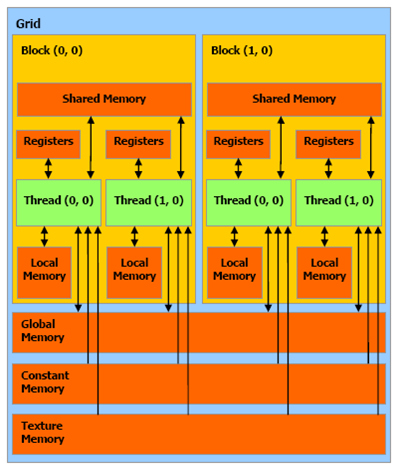 Grid
Block (0, 0)
Block (1, 0)
Shared Memory
Shared Memory
Registers
Registers
Registers
Registers
Thread (0, 0)
Thread (1, 0)
Thread (0, 0)
Thread (1, 0)
Local
Memory
Local
Memory
Local
Memory
Local
Memory
Global
Memory
Constant
Memory
Texture
Memory